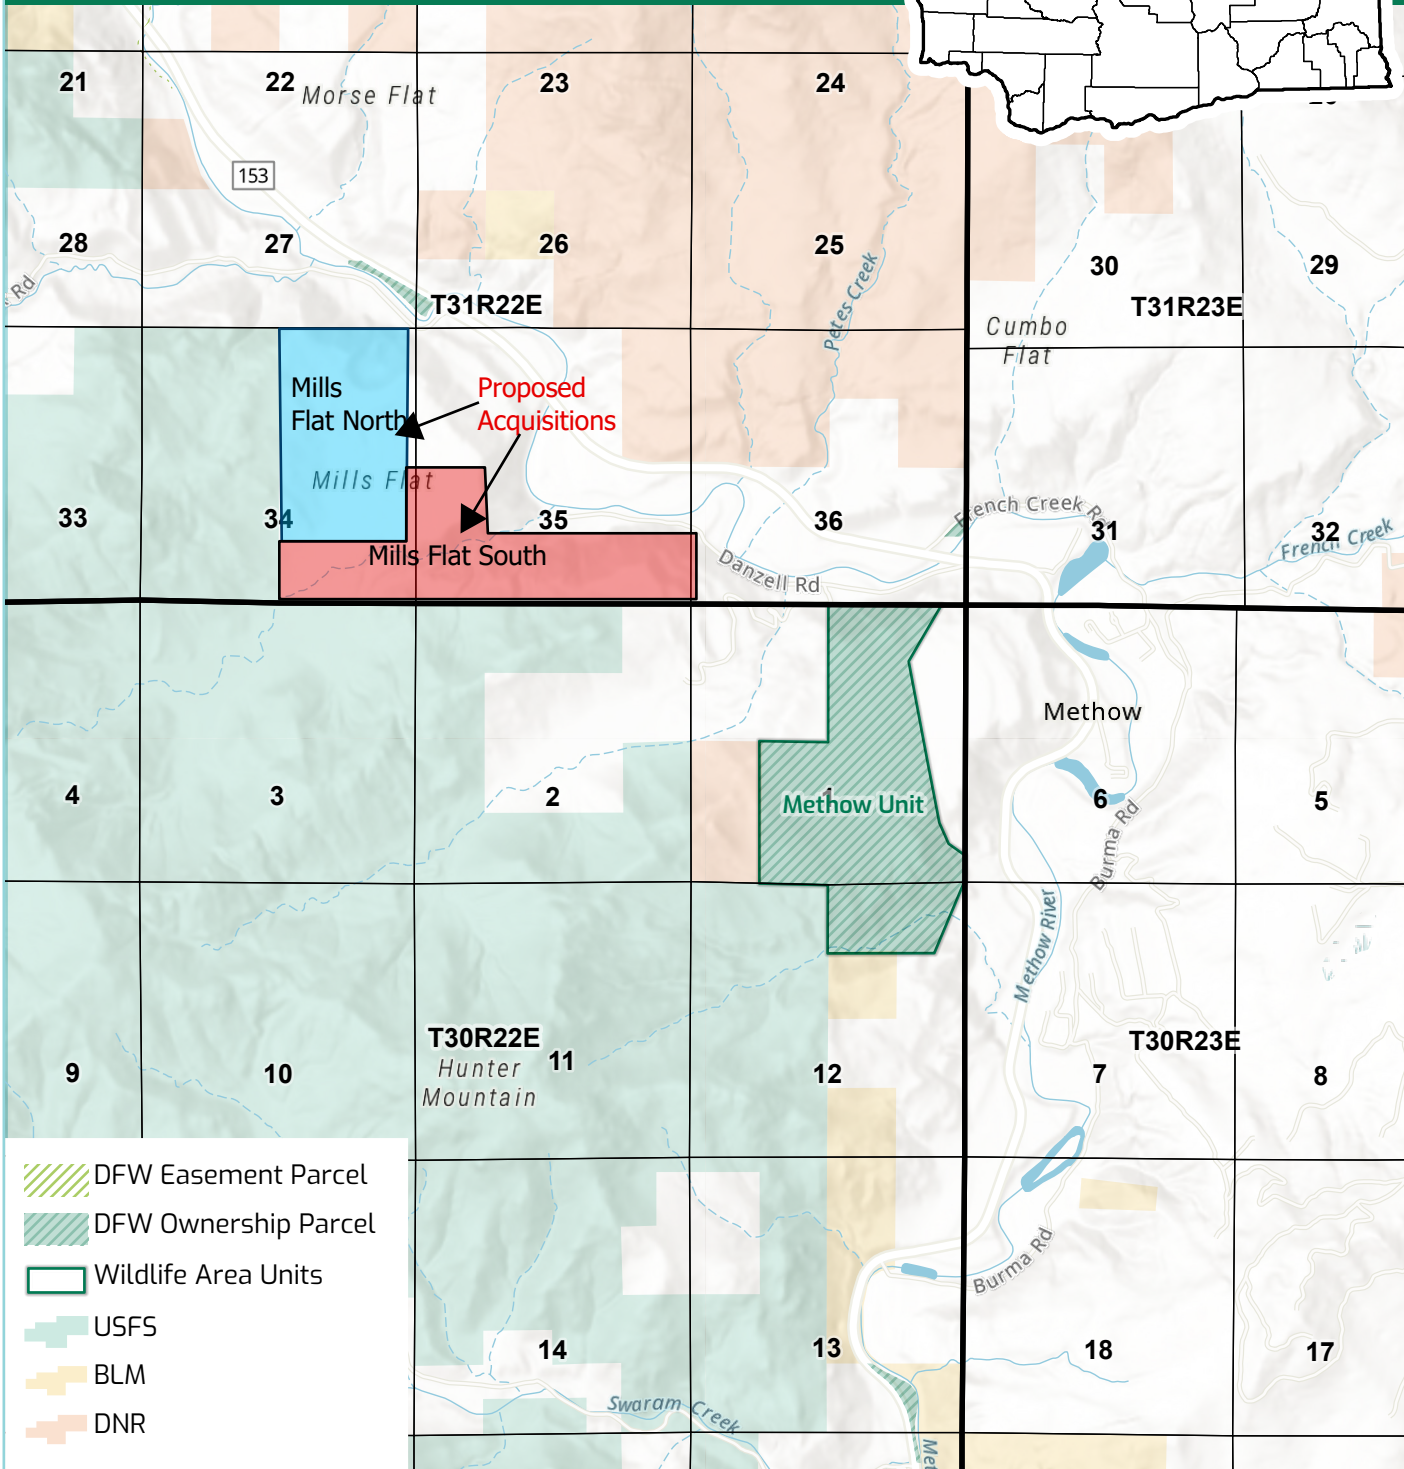 21
22
Morse Flat
23
24
153
28
27
26
25
30
29
Rd
T31R22E
T31R23E
Petes Creek
Cumbo
Flat
Mills
Flat North
Proposed
Acquisitions
Mills Flat
33
34
35
36
French Creek R
31
32
French Creek
Mills Flat South
Danzell Rd
Methow
4
3
2
Methow Unit
6
5
Burma Rd
Methow River
T30R22E
T30R23E
Hunter
Mountain
9
10
11
12
7
8
DFW Easement Parcel
DFW Ownership Parcel
Wildlife Area Units
USFS
BLM
DNR
Burma Rd
14
13
18
17
Swaram Creek
Met